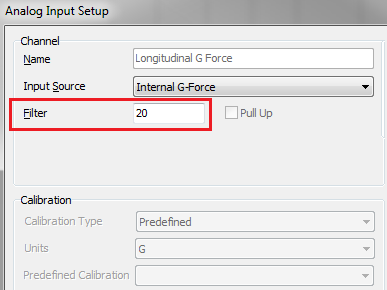 Analog Input Setup
Channel
Name Longitudinal G Force
Input Source Internal G-Force
Filter 20 Pull Up
Calibration
Calibration Type Predefined
Units G
Predefined Calibration